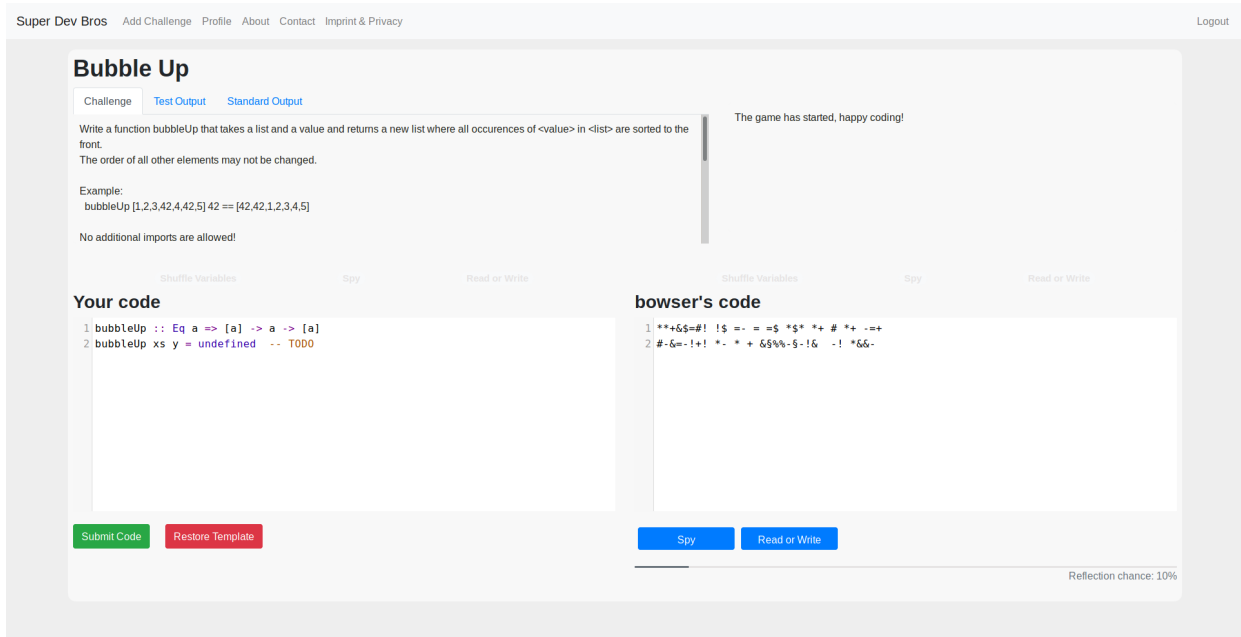 Super Dev Bros Add Challenge Profile About Contact Imprint & Privacy Logout
Bubble Up
Challenge Test Output Standard Output
Write a function bubbleUp that takes a list and a value and returns a new list where all occurences of <value> in <list> are sorted to the
front.
The order of all other elements may not be changed.
Example:
bubbleUp [1,2,3,42,4,42,5] 42 == [42,42,1,2,3,4,5]
No additional imports are allowed!
The game has started, happy coding!
Shuffle Variables Spy Read or Write
Shuffle Variables Spy Read or Write
Your code
1 bubbleUp :: Eq a => [a] -> a -> [a]
2 bubbleUp xs y = undefined -- TODO
Submit Code Restore Template
bowser's code
1 **+&$=#! !$ =- = =$ *$* *+ # *+ -=+
2 #-&=-!+! *- * + &§%%-§-!& -! *&&-
Spy Read or Write
Reflection chance: 10%